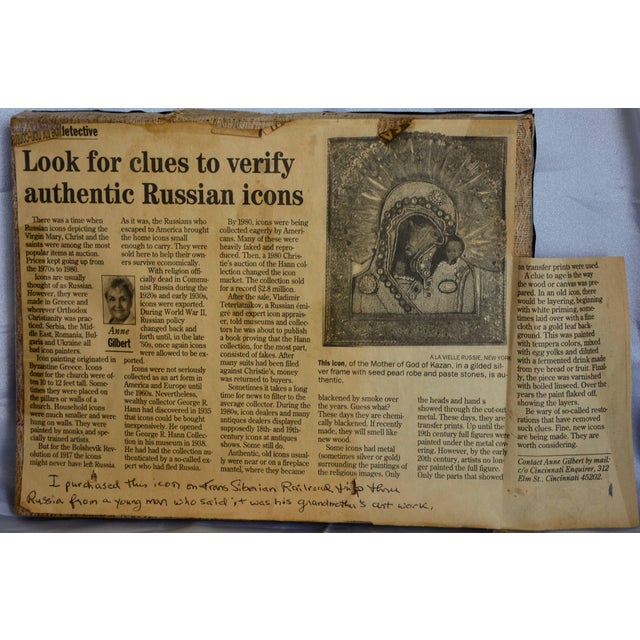 detective
Look for clues to verify
authentic Russian icons
There was a time when
Russian icons depicting the
Virgin Mary, Christ and the
saints were among the most
popular items at auction.
Prices kept going up from
the 1970s to 1980.
Icons are usually
thought of as Russian.
However, they were
made in Greece and
wherever Orthodox
Christianity was prac-
ticed. Serbia, the Mid-
dle East, Romania, Bul-
garia and Ukraine all
had icon painters.
Icon painting originated in
Byzantine Greece. Icons were of-
ten 10 to 12 feet tall. Some-
times they were placed on
the pillars or walls of a
church. Household icons
were much smaller and were
hung on walls. They were
painted by monks and spe-
cially trained artists.
But for the Bolshevik Rev-
olution of 1917 the icons
might never have left Russia.
As it was, the Russians who
escaped to America brought
the home icons small
enough to carry. They were
sold here to help their own-
ers survive economically.
With religion offi-
cially dead in Commu-
nist Russia during the
1920s and early 1930s,
icons were forbidden.
During World War II,
Russian policy
changed back and
forth until, in the late
'50s, once again icons
were allowed to be ex-
ported.
Icons were not seriously
collected as an art form in
America and Europe until
the 1960s. Nevertheless,
wealthy collector George R.
Hann had discovered in 1935
that icons could be bought
inexpensively. He opened
the George R. Hann Collec-
tion in his museum in 1938.
He had had the collection au-
thenticated by a Russian ex-
pert who had fled Russia.
Anne
Gilbert
By 1980, icons were being
collected eagerly by Ameri-
cans. Many of these were
heavily faked and repro-
duced. Then, a 1980 Chris-
tie's auction of the Hann col-
lection changed the icon
market. The collection sold
for a record $2.8 million.
After the sale, Vladimir
Teteriatnikov, a Russian émi-
gré and expert icon apprais-
er, told museums and collec-
tors he was about to publish
a book proving that the Hann
collection, for the most part,
consisted of fakes. After
many claims had been filed
against Christie's, money
was returned to buyers.
Sometimes it takes a long
time for news to filter to the
average collector. During the
1980s, icon dealers and many
antiques dealers displayed
supposedly 18th- and 19th-
century icons at antiques
shows. Some still do.
Authentic, old icons usual-
ly were near or on a fireplace
mantel, where they became
A LA VIELLE RUSSIE, NEW YORK
This icon, of the Mother of God of Kazan, in a gilded sil-
ver frame with seed pearl robe and paste stones, is au-
thentic.
blackened by smoke over
the years. Guess what?
These days they are chemi-
cally blackened. If recently
made, they will smell like
new wood.
Some icons had metal
(sometimes silver or gold)
surrounding the paintings of
the religious images. Only
the heads and hand s
showed through the cut-out
metal. The trick here is that
transfer prints. Up until the
19th century full figures were
painted under the metal cov-
ering. However, by the early
20th century, artists no lon-
ger painted the full figure.
Only the parts that showed
on transfer prints were used.
A clue to age is the way
the wood or canvas was pre-
pared. In an old icon, there
would be layering, beginning
with white priming, some-
times laid over with a fine
cloth or a gold leaf back-
ground. This was painted
with tempera colors, mixed
with egg yolks and diluted
with a fermented drink made
from rye bread or fruit. Final-
ly, the piece was varnished
with boiled linseed. Over the
years the paint flaked off,
showing the layers.
Be wary of so-called resto-
rations that have removed
such clues. Fine, new icons
are being made. They are
worth considering.
Contact Anne Gilbert by mail:
c/o Cincinnati Enquirer, 312
Elm St., Cincinnati 45202.
I purchased this icon on trans Siberian Railroad trip thru
Russia from a young man who said it was his grandmother's art work.